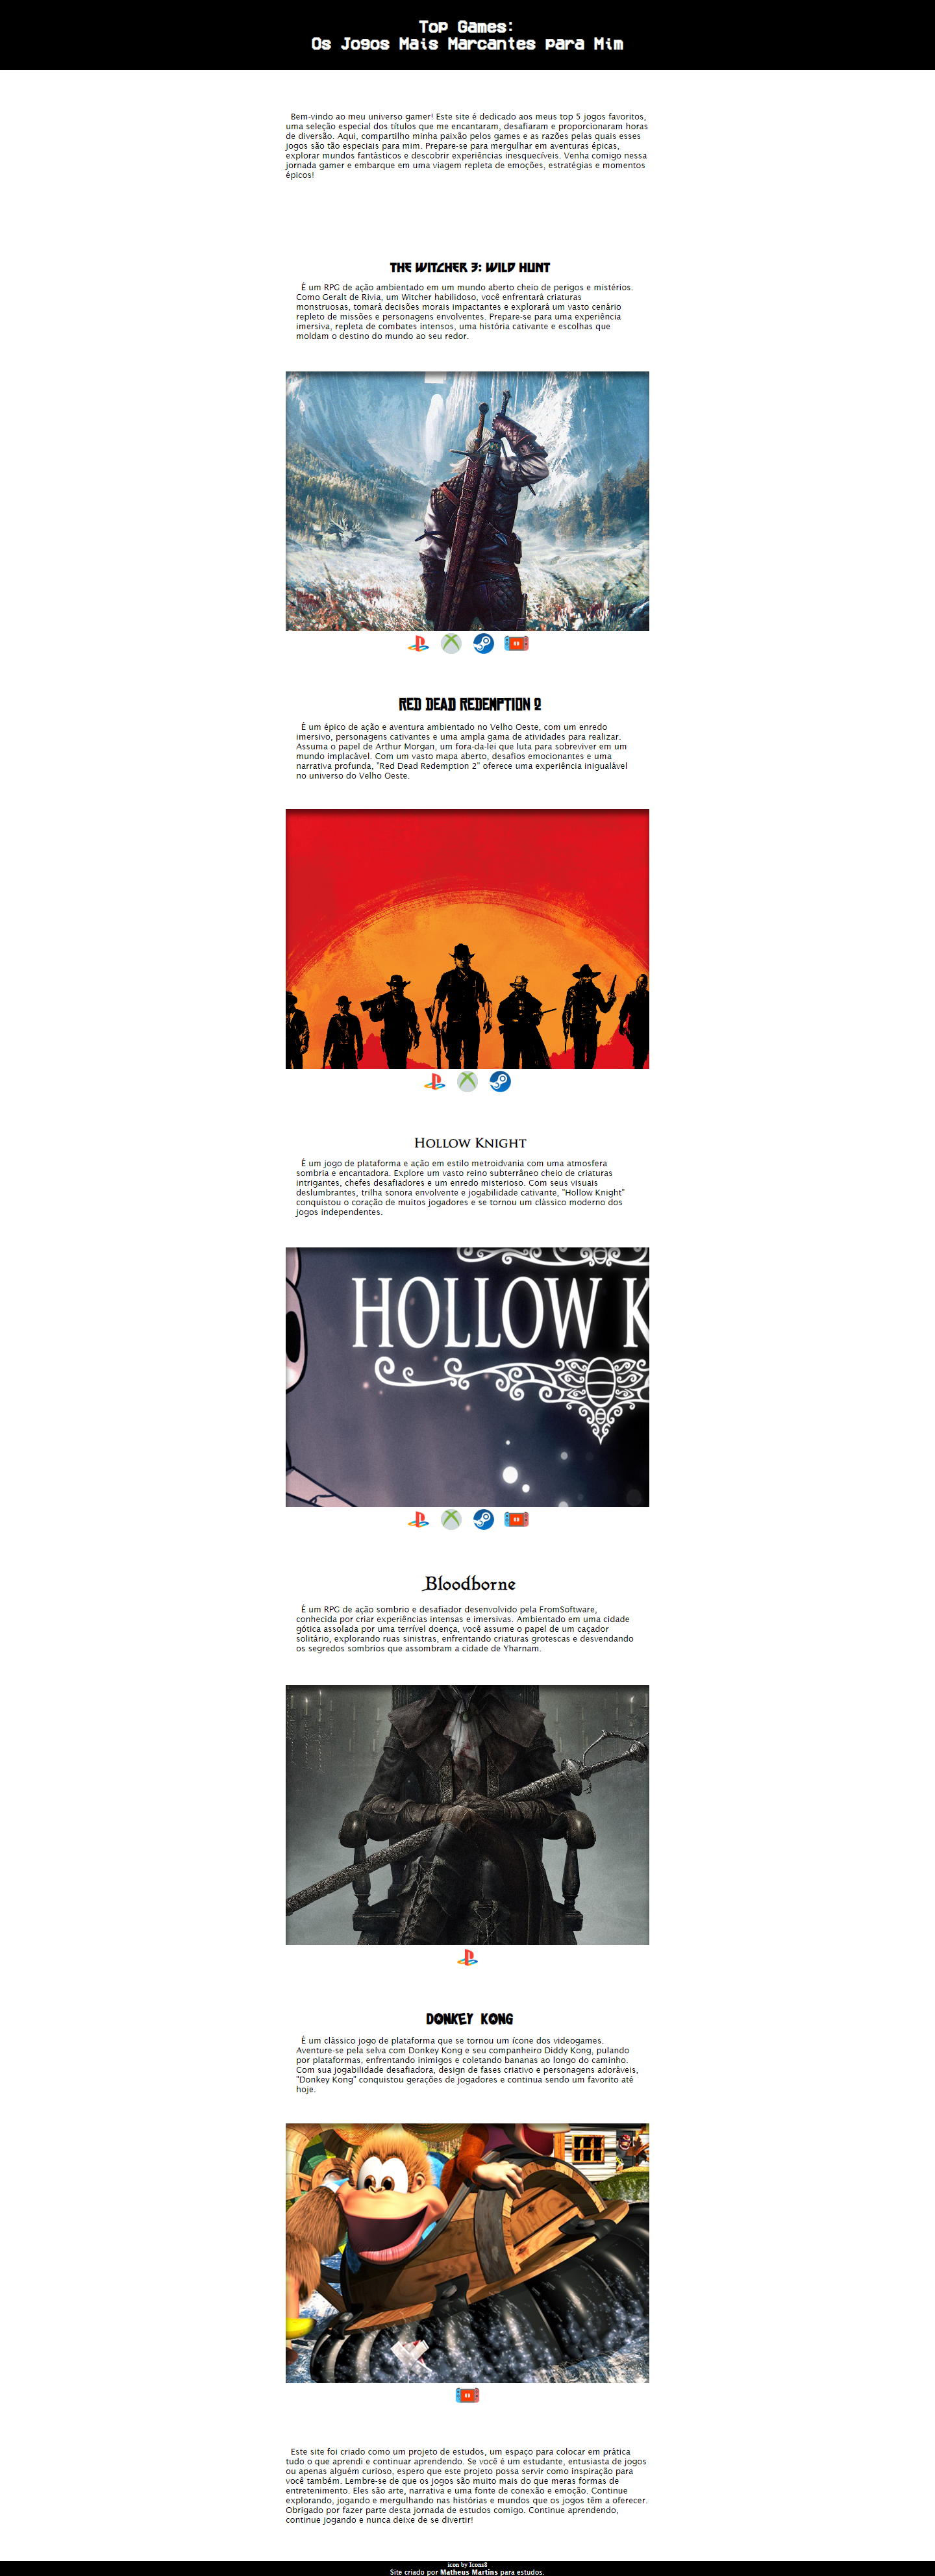 Top Games:
Os Jogos Mais Marcantes para Mim
Bem-vindo ao meu universo gamer! Este site é dedicado aos meus top 5 jogos favoritos,
uma seleção especial dos títulos que me encantaram, desafiaram e proporcionaram horas
de diversão. Aqui, compartilho minha paixão pelos games e as razões pelas quais esses
jogos são tão especiais para mim. Prepare-se para mergulhar em aventuras épicas,
explorar mundos fantásticos e descobrir experiências inesquecíveis. Venha comigo nessa
jornada gamer e embarque em uma viagem repleta de emoções, estratégias e momentos
épicos!
THE WITCHER 3: WILD HUNT
É um RPG de ação ambientado em um mundo aberto cheio de perigos e mistérios.
Como Geralt de Rivia, um Witcher habilidoso, você enfrentará criaturas
monstruosas, tomará decisões morais impactantes e explorará um vasto cenário
repleto de missões e personagens envolventes. Prepare-se para uma experiência
imersiva, repleta de combates intensos, uma história cativante e escolhas que
moldam o destino do mundo ao seu redor.
RED DEAD REDEMPTION 2
É um épico de ação e aventura ambientado no Velho Oeste, com um enredo
imersivo, personagens cativantes e uma ampla gama de atividades para realizar.
Assuma o papel de Arthur Morgan, um fora-da-lei que luta para sobreviver em um
mundo implacável. Com um vasto mapa aberto, desafios emocionantes e uma
narrativa profunda, "Red Dead Redemption 2" oferece uma experiência inigualável
no universo do Velho Oeste.
Hollow Knight
É um jogo de plataforma e ação em estilo metroidvania com uma atmosfera
sombria e encantadora. Explore um vasto reino subterrâneo cheio de criaturas
intrigantes, chefes desafiadores e um enredo misterioso. Com seus visuais
deslumbrantes, trilha sonora envolvente e jogabilidade cativante, "Hollow Knight"
conquistou o coração de muitos jogadores e se tornou um clássico moderno dos
jogos independentes.
HOLLOW K
Bloodborne
É um RPG de ação sombrio e desafiador desenvolvido pela FromSoftware,
conhecida por criar experiências intensas e imersivas. Ambientado em uma cidade
gótica assolada por uma terrível doença, você assume o papel de um caçador
solitário, explorando ruas sinistras, enfrentando criaturas grotescas e desvendando
os segredos sombrios que assombram a cidade de Yharnam.
DONKEY KONG
É um clássico jogo de plataforma que se tornou um ícone dos videogames.
Aventure-se pela selva com Donkey Kong e seu companheiro Diddy Kong, pulando
por plataformas, enfrentando inimigos e coletando bananas ao longo do caminho.
Com sua jogabilidade desafiadora, design de fases criativo e personagens adoráveis,
"Donkey Kong" conquistou gerações de jogadores e continua sendo um favorito até
hoje.
Este site foi criado como um projeto de estudos, um espaço para colocar em prática
tudo o que aprendi e continuar aprendendo. Se você é um estudante, entusiasta de jogos
ou apenas alguém curioso, espero que este projeto possa servir como inspiração para
você também. Lembre-se de que os jogos são muito mais do que meras formas de
entretenimento. Eles são arte, narrativa e uma fonte de conexão e emoção. Continue
explorando, jogando e mergulhando nas histórias e mundos que os jogos têm a oferecer.
Obrigado por fazer parte desta jornada de estudos comigo. Continue aprendendo,
continue jogando e nunca deixe de se divertir!
icon by Icons8
Site criado por Matheus Martins para estudos.